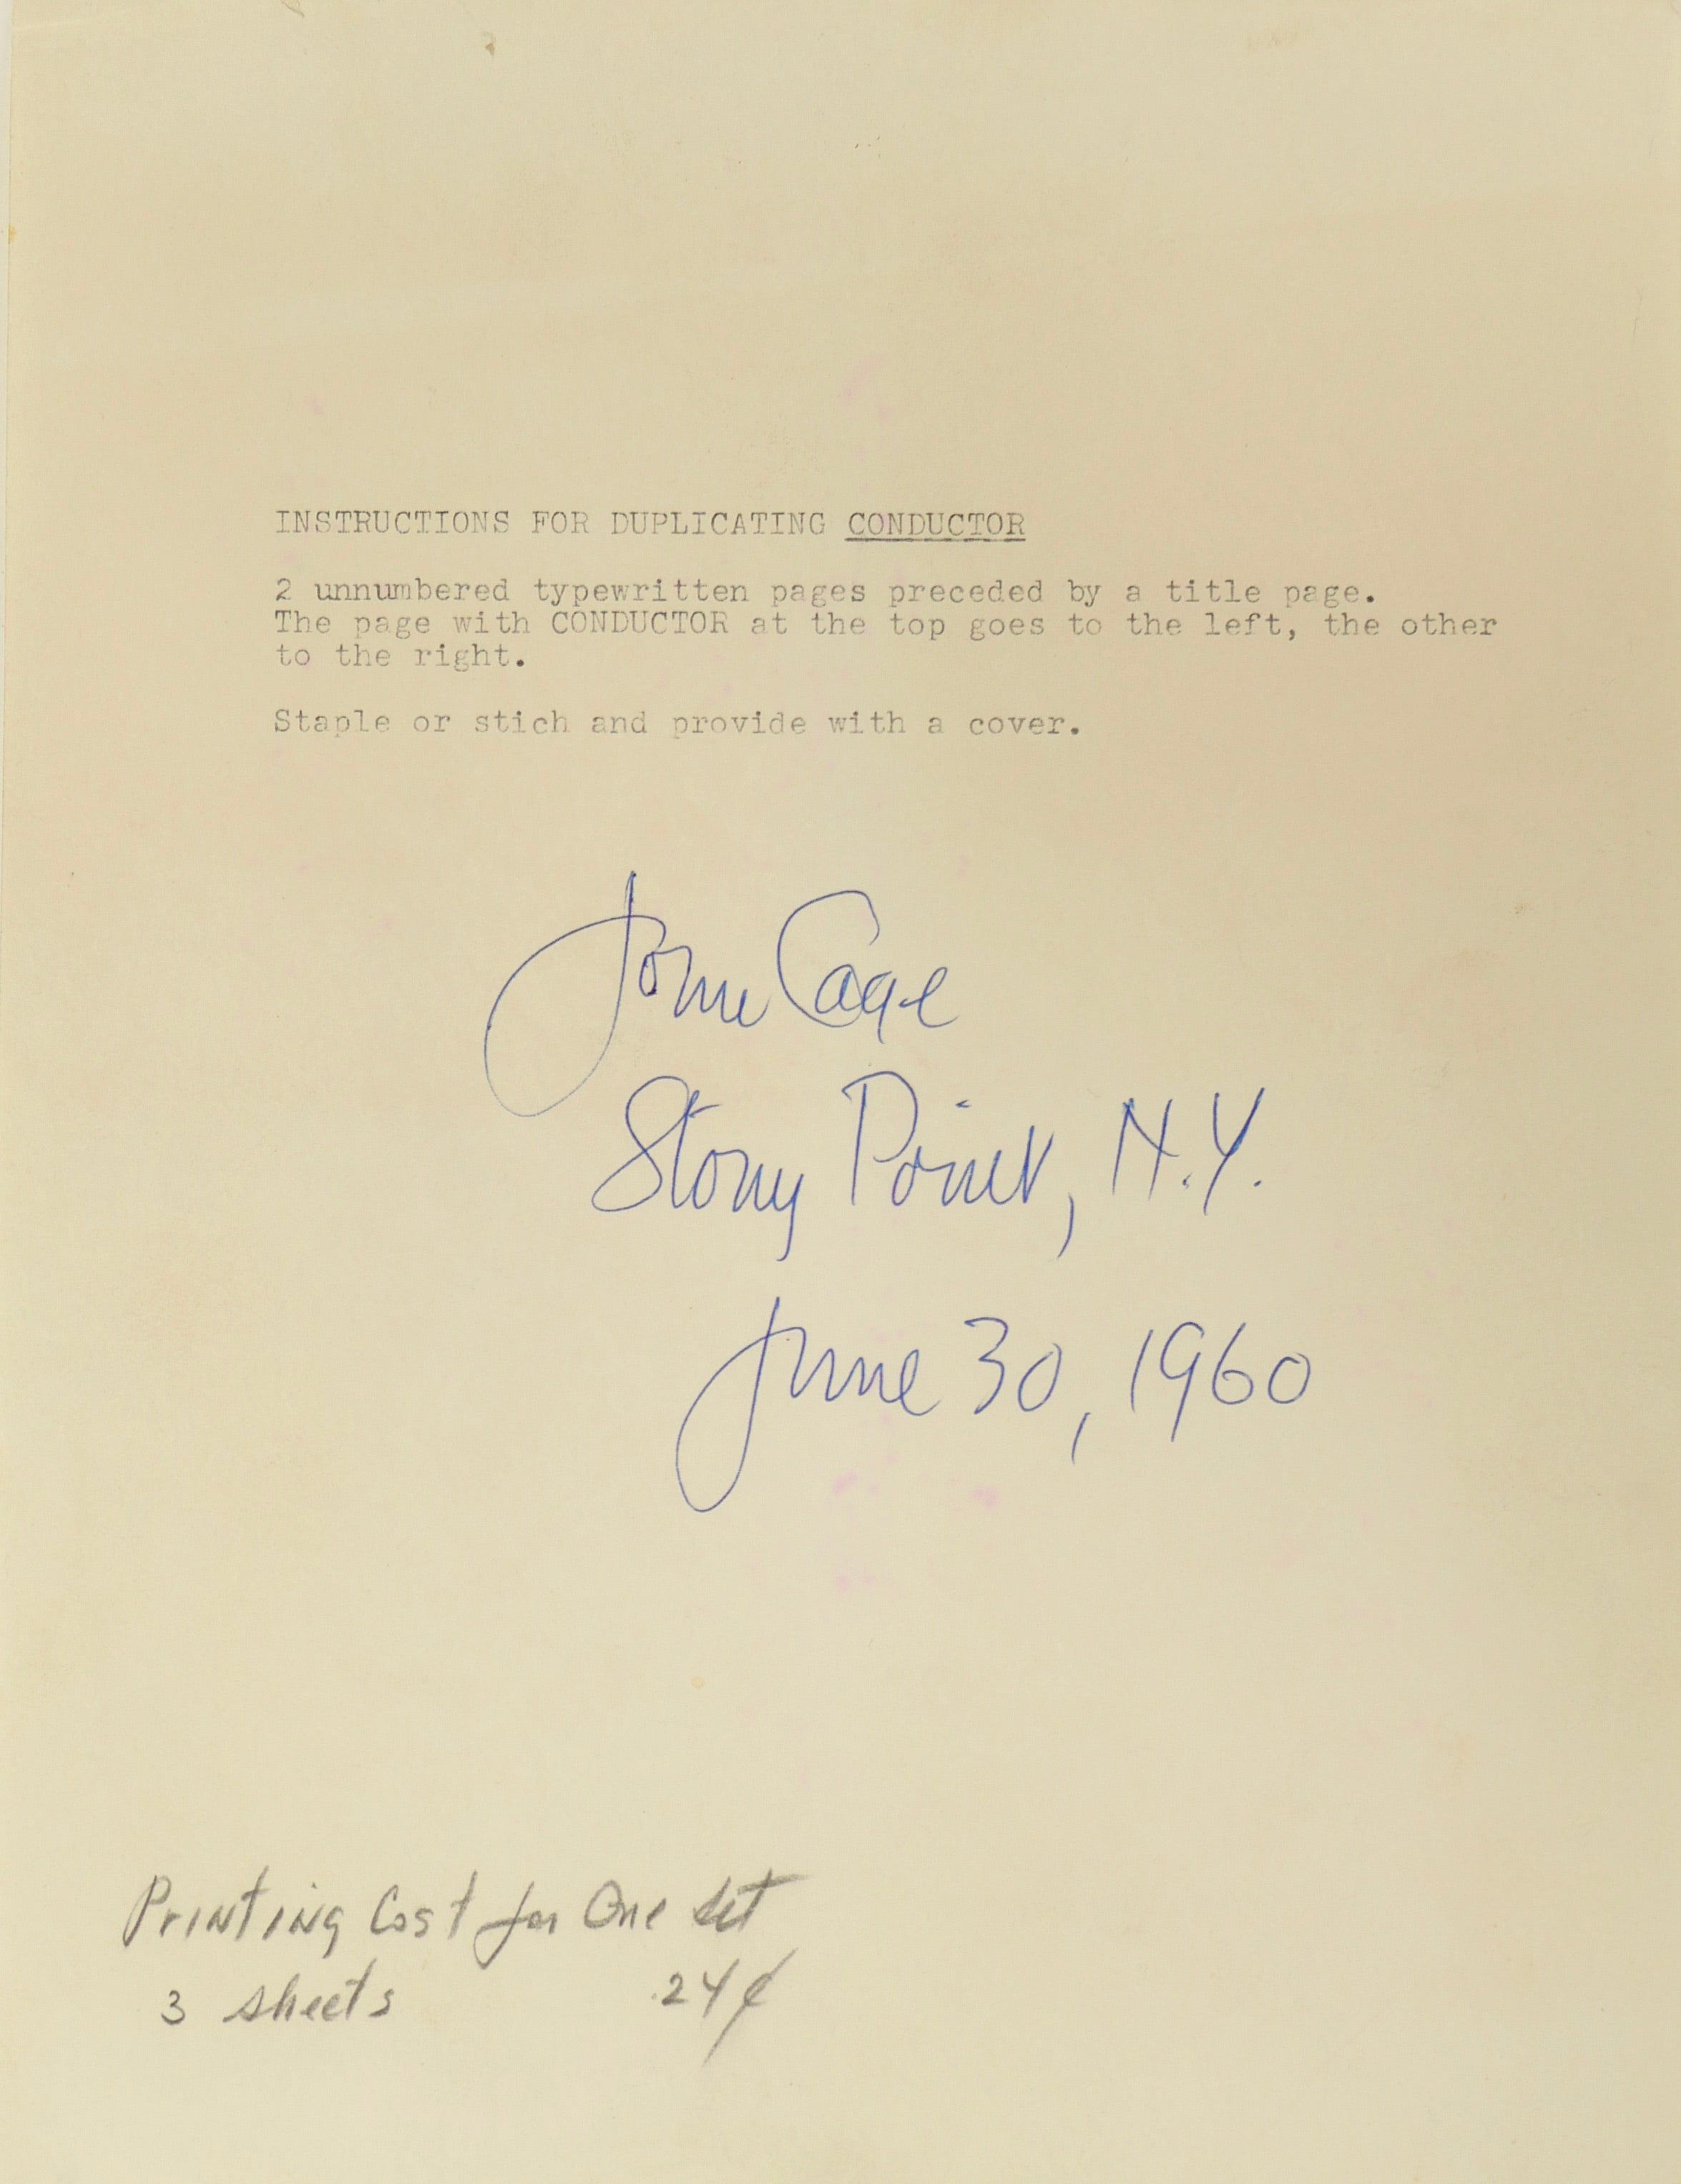 INSTRUCTIONS FOR DUPLICATING CONDUCTOR
2 unnumbered typewritten pages preceded by a title page.
The page with CONDUCTOR at the top goes to the left, the other
to the right.
Staple or stich and provide with a cover.
John Cage
Stony Point, N.Y.
June 30, 1960
Printing Cost for One Set
3 sheets .24¢